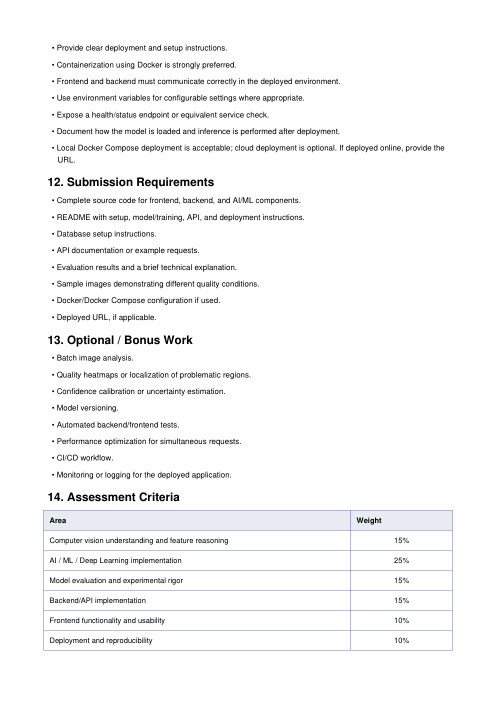 • Provide clear deployment and setup instructions.
• Containerization using Docker is strongly preferred.
• Frontend and backend must communicate correctly in the deployed environment.
• Use environment variables for configurable settings where appropriate.
• Expose a health/status endpoint or equivalent service check.
• Document how the model is loaded and inference is performed after deployment.
• Local Docker Compose deployment is acceptable; cloud deployment is optional. If deployed online, provide the
URL.
12. Submission Requirements
• Complete source code for frontend, backend, and AI/ML components.
• README with setup, model/training, API, and deployment instructions.
• Database setup instructions.
• API documentation or example requests.
• Evaluation results and a brief technical explanation.
• Sample images demonstrating different quality conditions.
• Docker/Docker Compose configuration if used.
• Deployed URL, if applicable.
13. Optional / Bonus Work
• Batch image analysis.
• Quality heatmaps or localization of problematic regions.
• Confidence calibration or uncertainty estimation.
• Model versioning.
• Automated backend/frontend tests.
• Performance optimization for simultaneous requests.
• CI/CD workflow.
• Monitoring or logging for the deployed application.
14. Assessment Criteria
Area Weight
Computer vision understanding and feature reasoning 15%
AI / ML / Deep Learning implementation 25%
Model evaluation and experimental rigor 15%
Backend/API implementation 15%
Frontend functionality and usability 10%
Deployment and reproducibility 10%